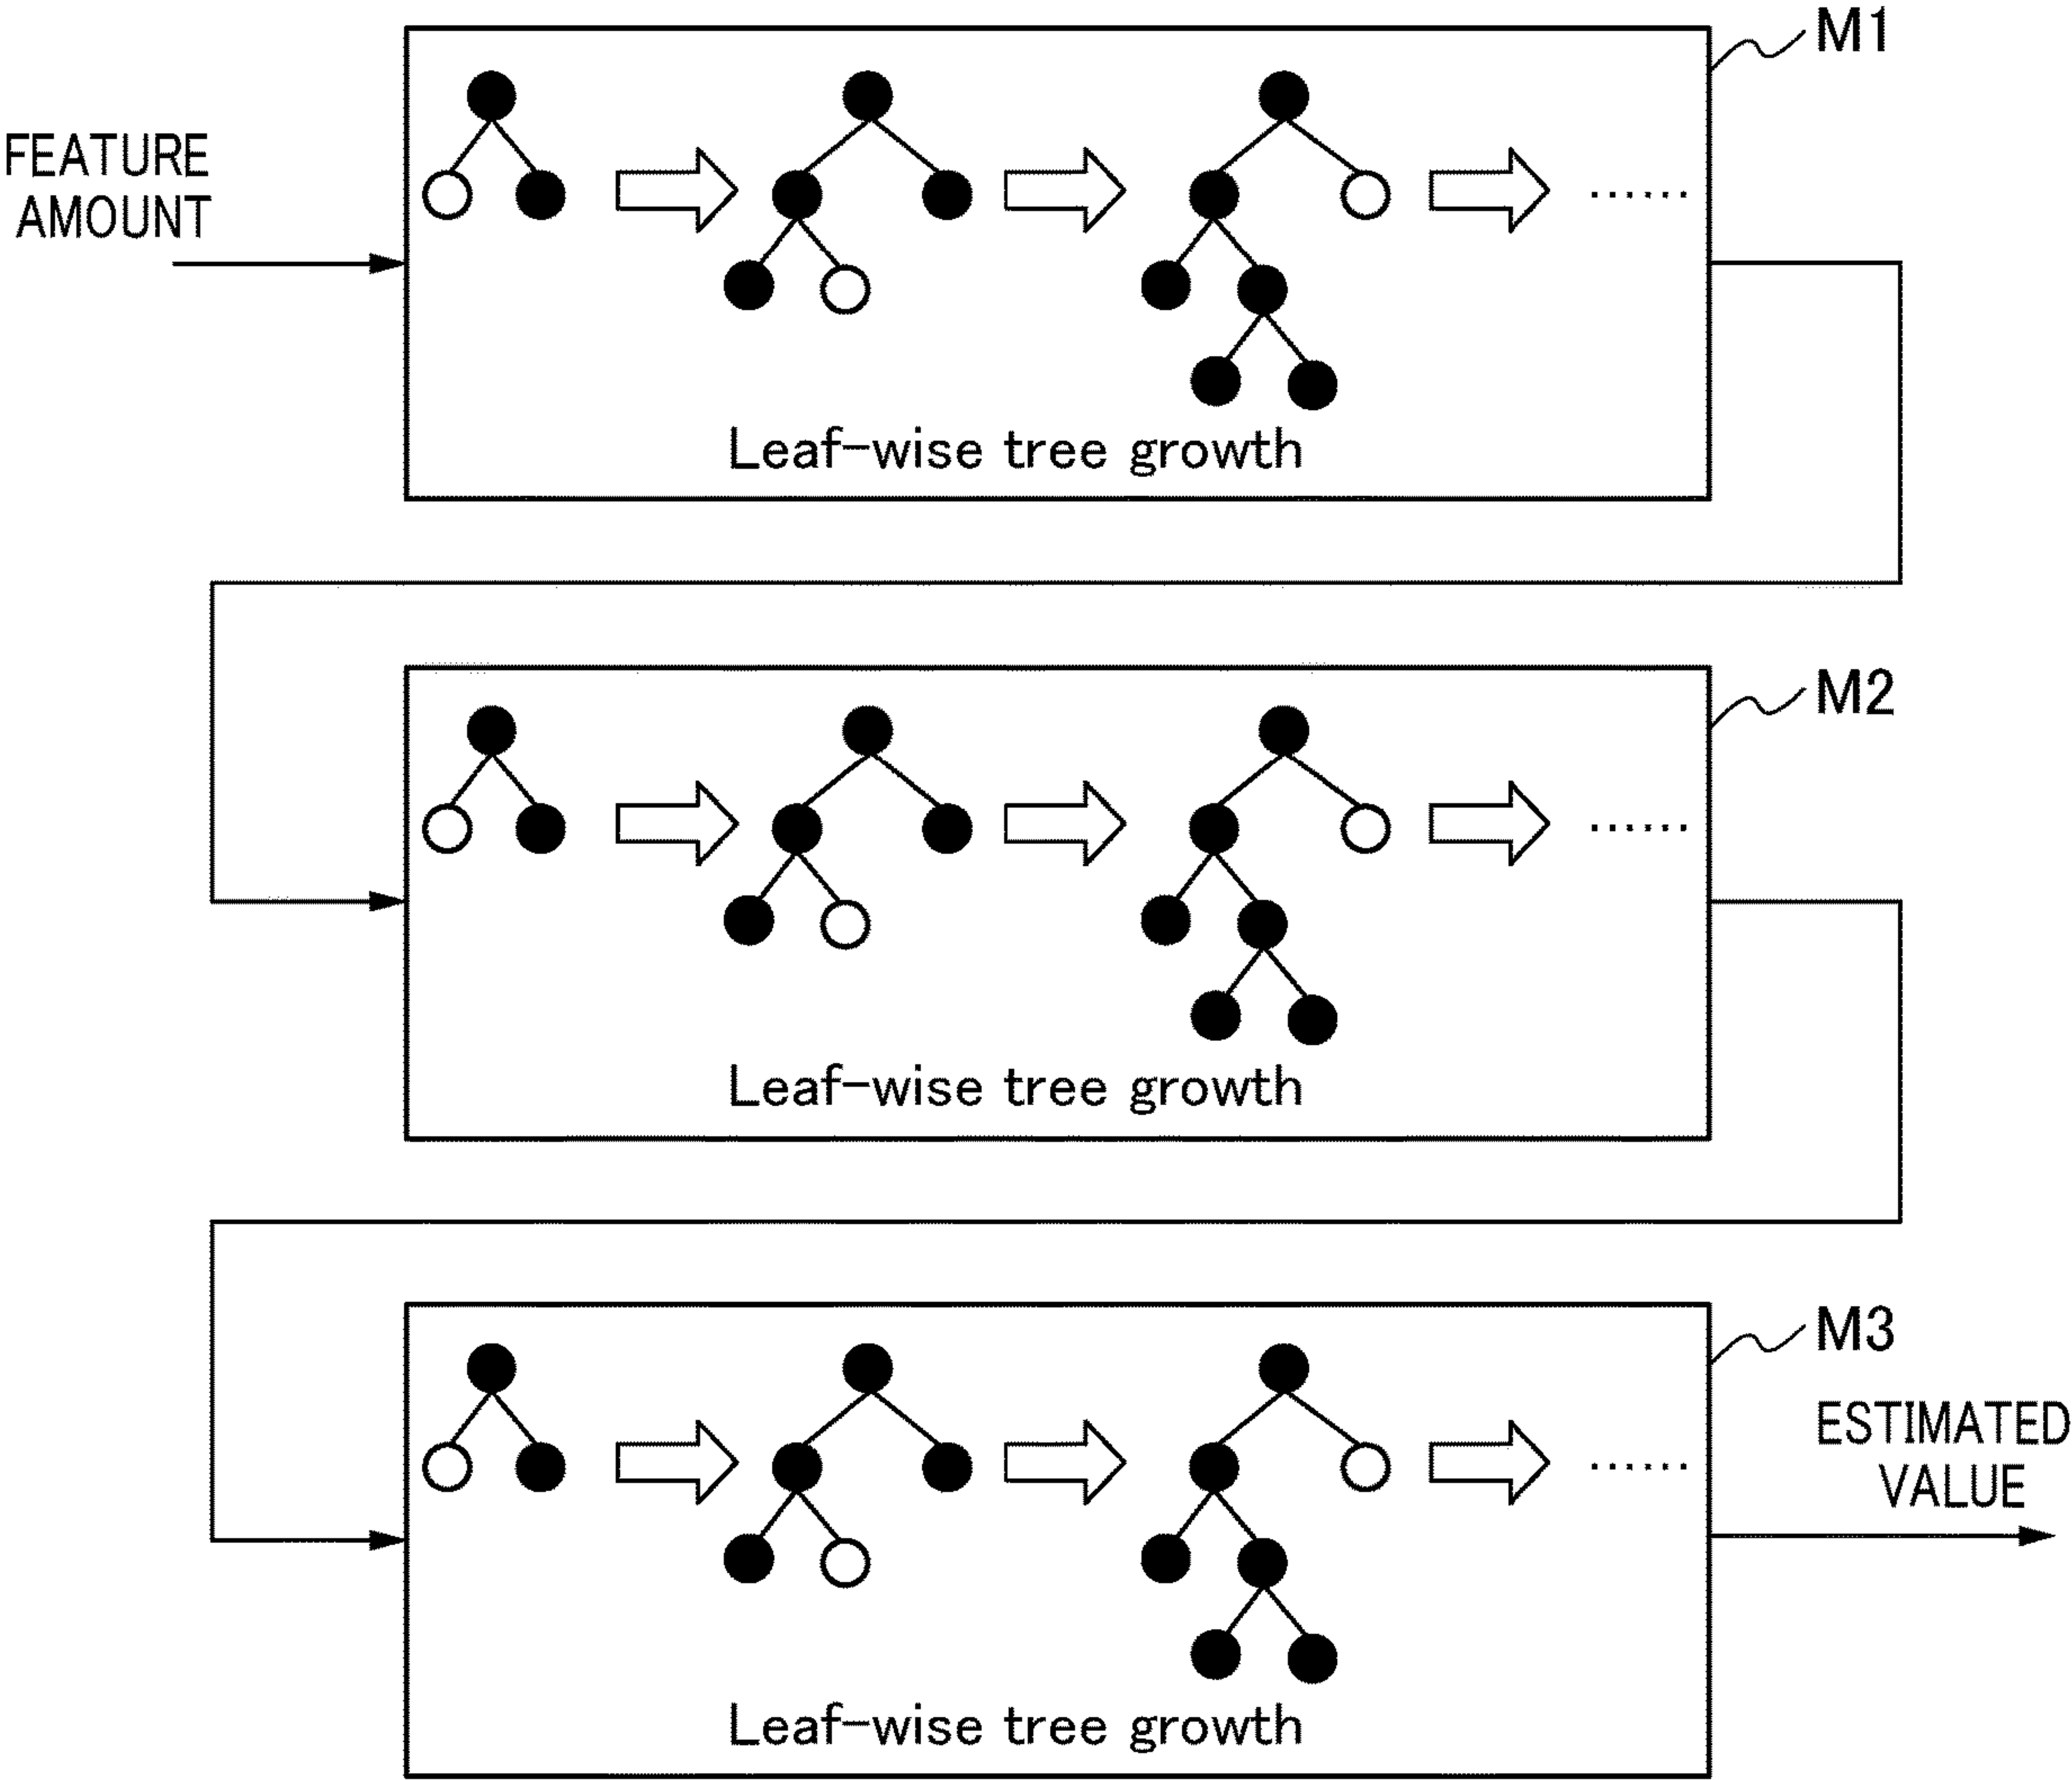 M1
FEATURE
AMOUNT
......
Leaf-wise tree growth
M2
......
Leaf-wise tree growth
M3
ESTIMATED
VALUE
......
Leaf-wise tree growth